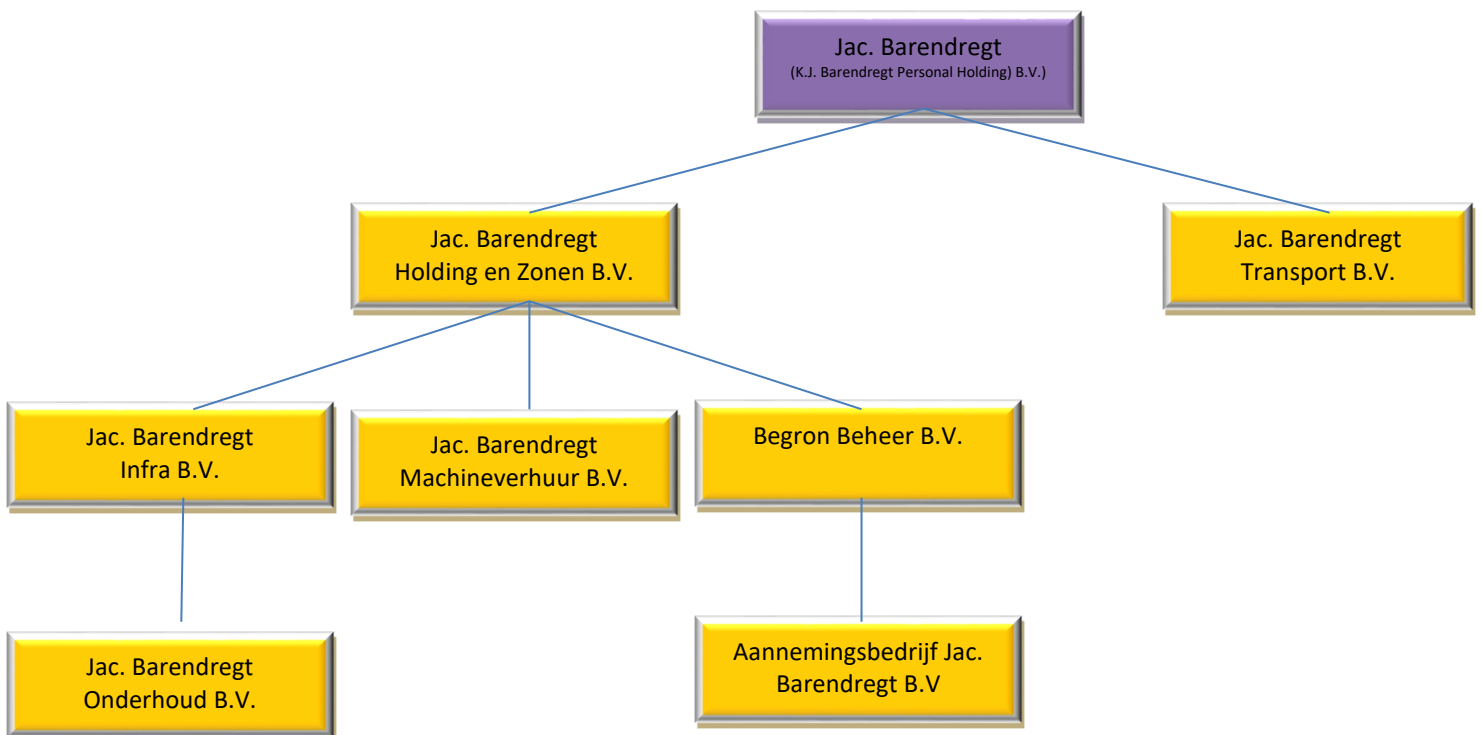 Jac. Barendregt
(K.J. Barendregt Personal Holding) B.V.)
Jac. Barendregt
Holding en Zonen B.V.
Jac. Barendregt
Transport B.V.
Jac. Barendregt
Infra B.V.
Jac. Barendregt
Machineverhuur B.V.
Begron Beheer B.V.
Jac. Barendregt
Onderhoud B.V.
Aannemingsbedrijf Jac.
Barendregt B.V